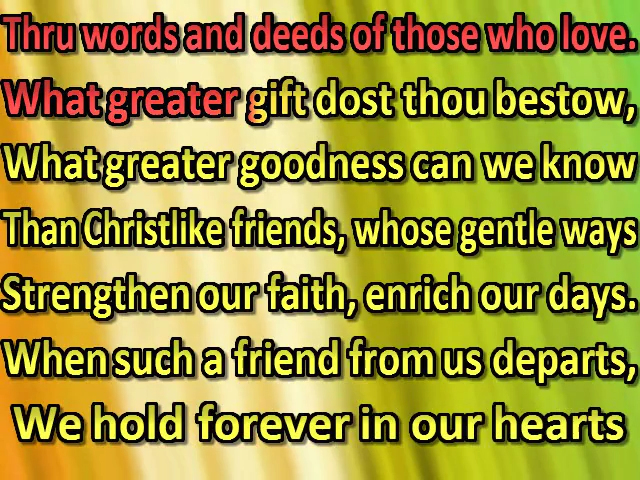 Thru words and deeds of those who love.
What greater gift dost thou bestow,
What greater goodness can we know
Than Christlike friends, whose gentle ways
Strengthen our faith, enrich our days.
When such a friend from us departs,
We hold forever in our hearts